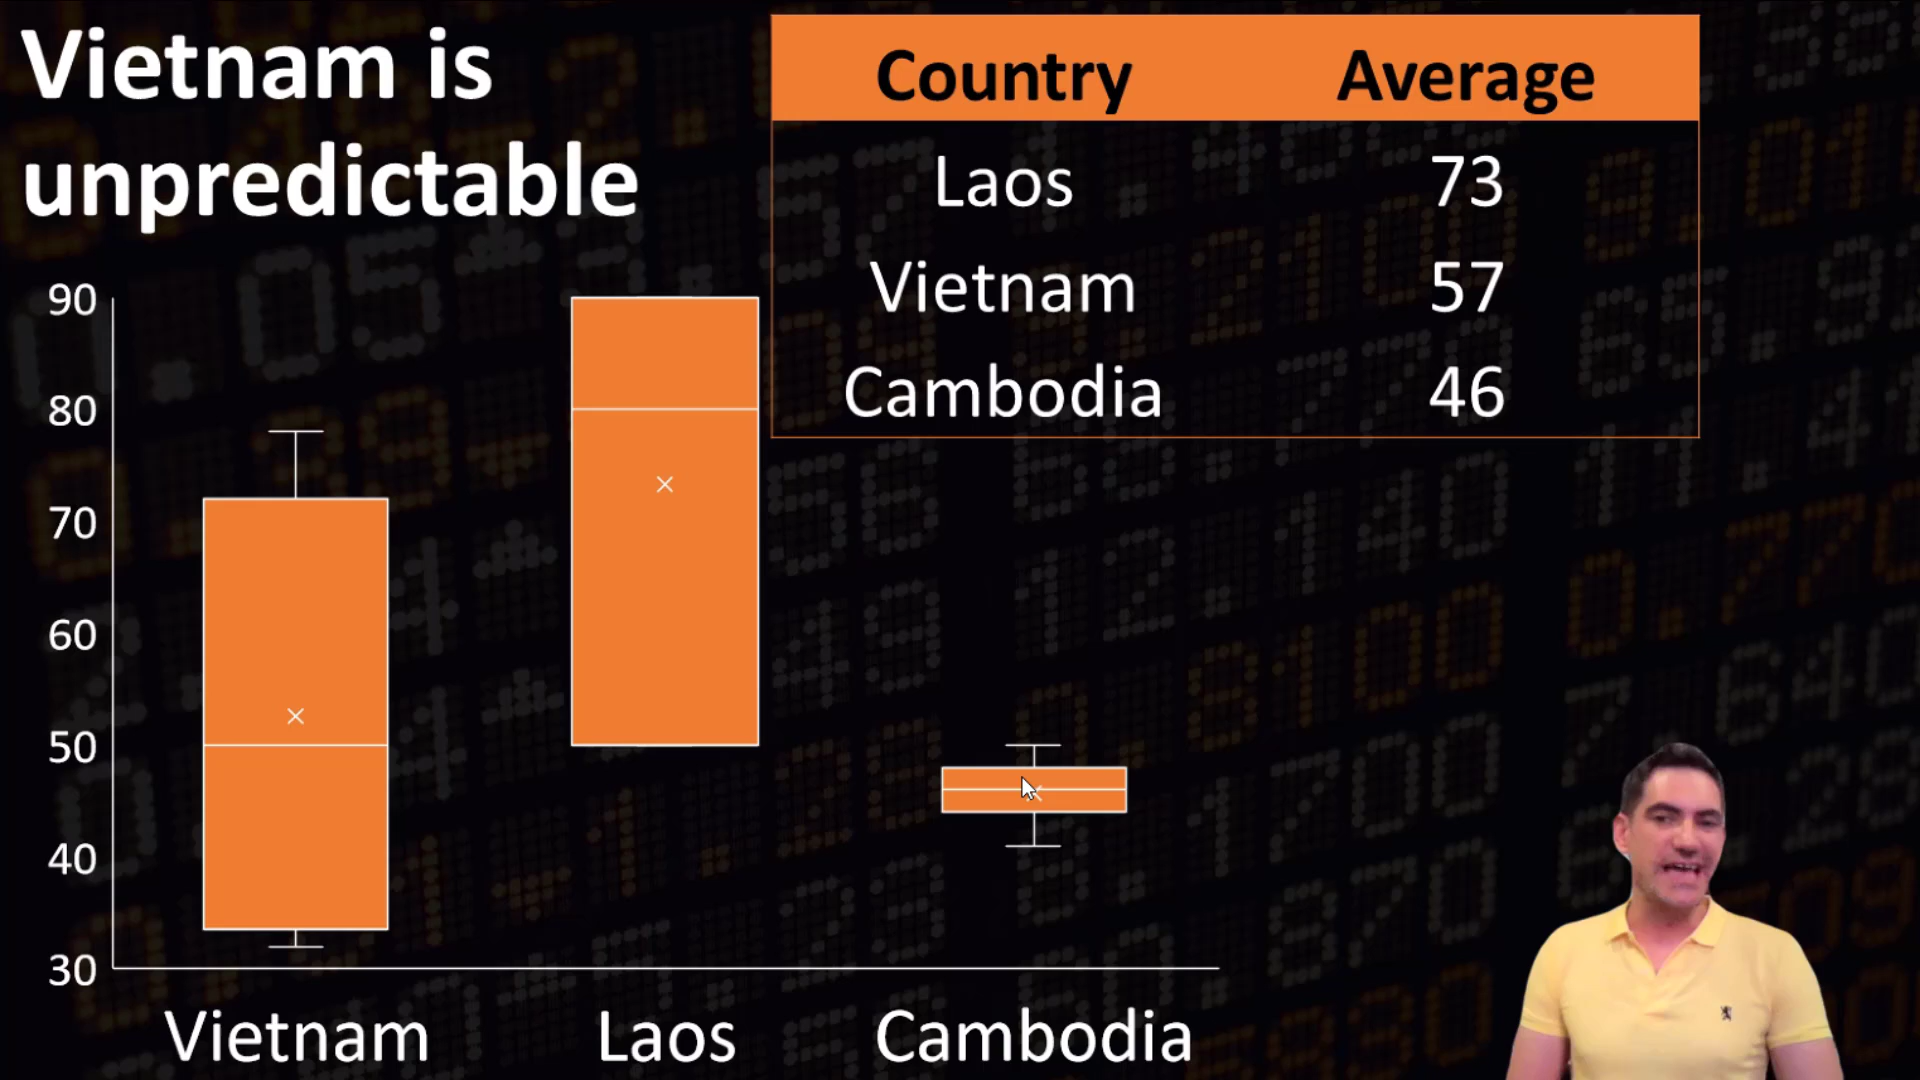 Vietnam is
unpredictable
Country Average
Laos 73
Vietnam 57
Cambodia 46
90
80
70
60
50
40
30
Vietnam Laos Cambodia